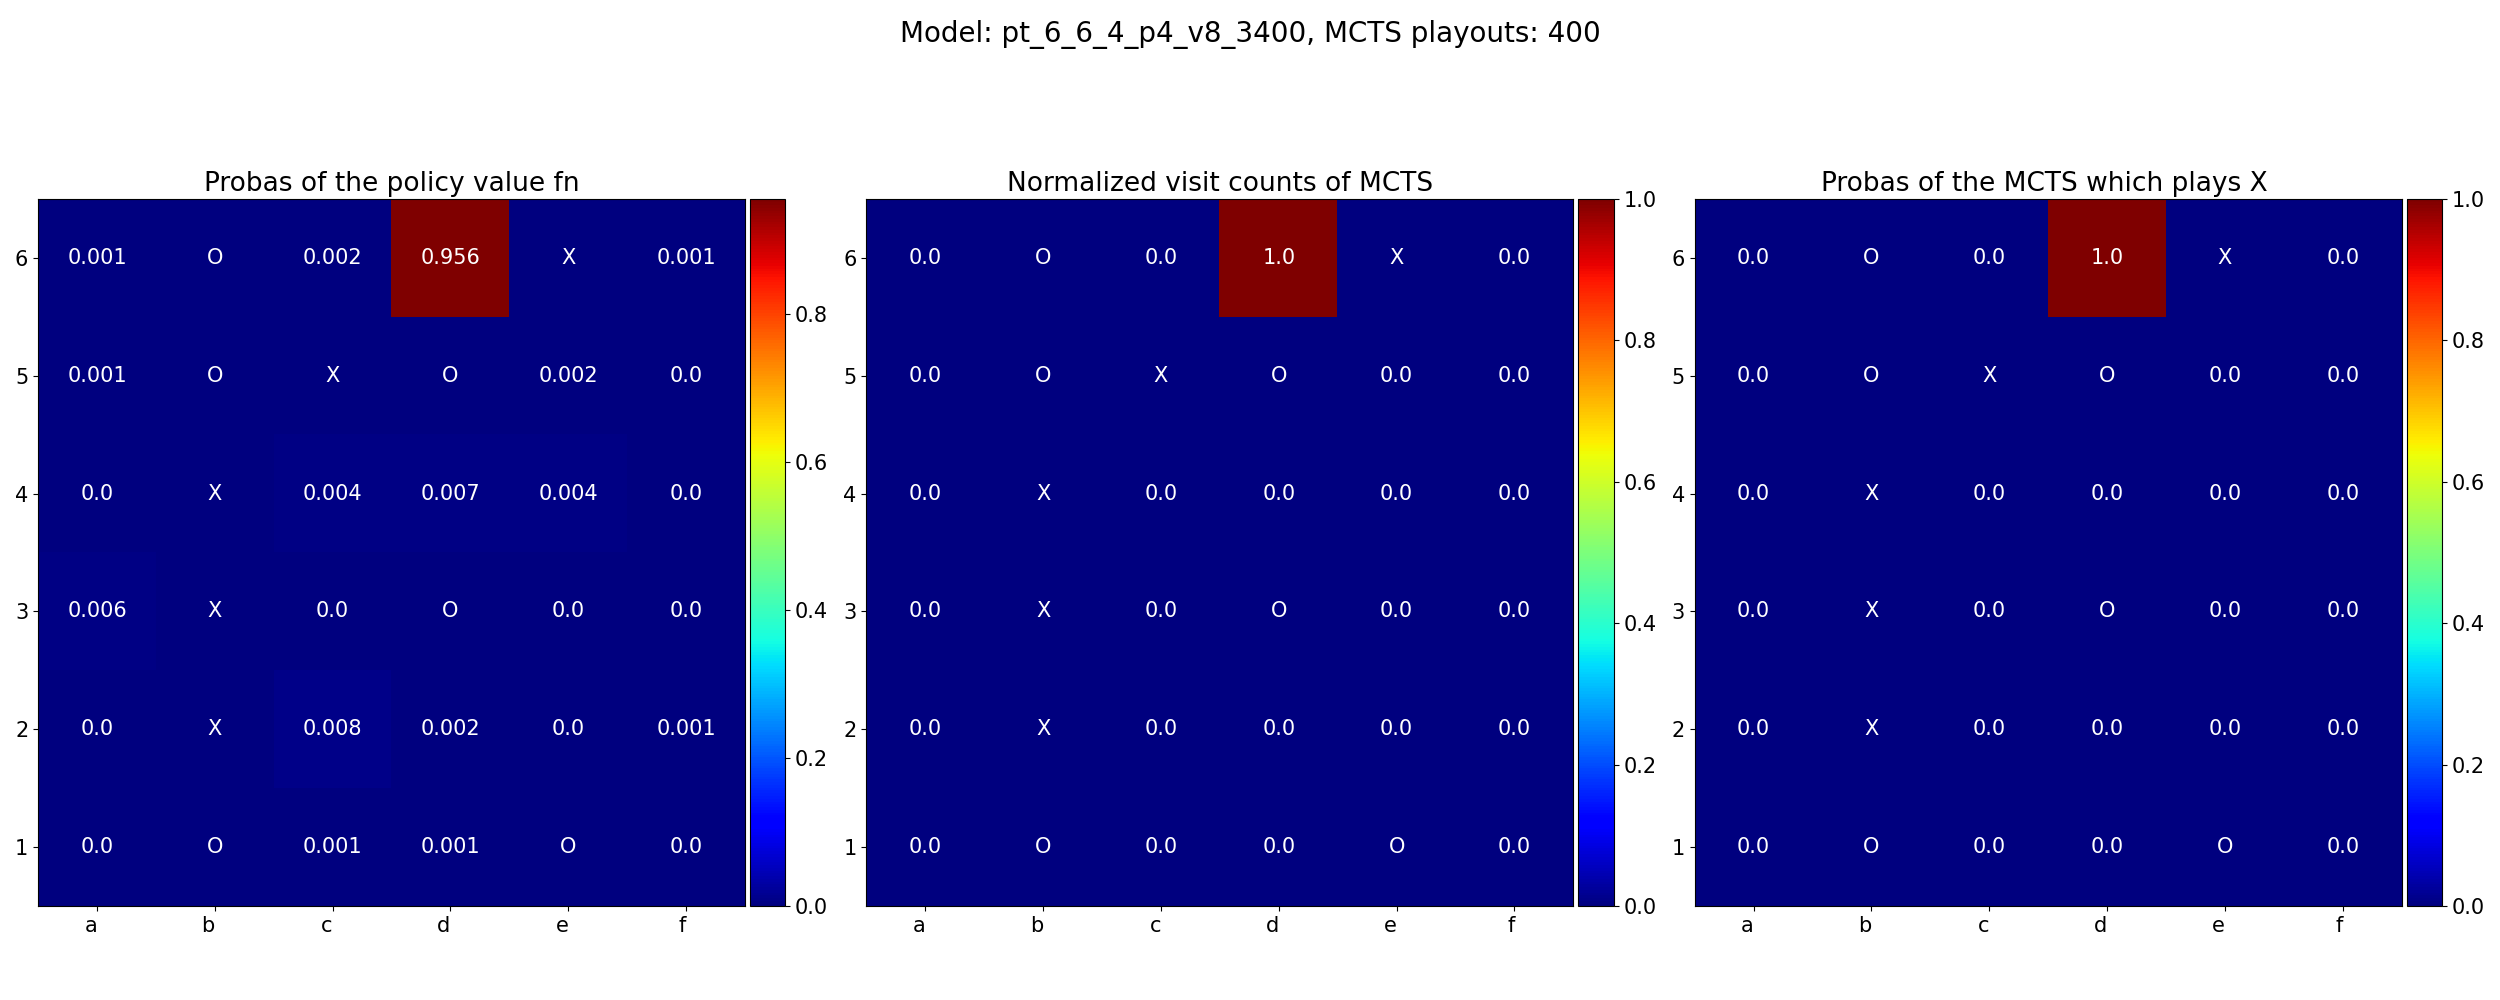 Model: pt_6_6_4_p4_v8_3400, MCTS playouts: 400
Probas of the policy value fn
6 0.001 O 0.002 0.956 X 0.001
5 0.001 O X O 0.002 0.0
4 0.0 X 0.004 0.007 0.004 0.0
3 0.006 X 0.0 O 0.0 0.0
2 0.0 X 0.008 0.002 0.0 0.001
1 0.0 O 0.001 0.001 O 0.0
a b c d e f
0.8
0.6
0.4
0.2
0.0
Normalized visit counts of MCTS
6 0.0 O 0.0 1.0 X 0.0
5 0.0 O X O 0.0 0.0
4 0.0 X 0.0 0.0 0.0 0.0
3 0.0 X 0.0 O 0.0 0.0
2 0.0 X 0.0 0.0 0.0 0.0
1 0.0 O 0.0 0.0 O 0.0
a b c d e f
1.0
0.8
0.6
0.4
0.2
0.0
Probas of the MCTS which plays X
6 0.0 O 0.0 1.0 X 0.0
5 0.0 O X O 0.0 0.0
4 0.0 X 0.0 0.0 0.0 0.0
3 0.0 X 0.0 O 0.0 0.0
2 0.0 X 0.0 0.0 0.0 0.0
1 0.0 O 0.0 0.0 O 0.0
a b c d e f
1.0
0.8
0.6
0.4
0.2
0.0